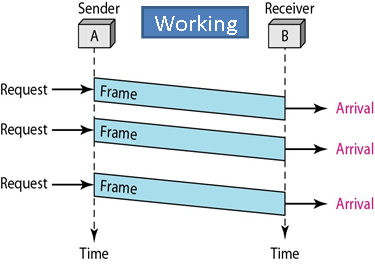 Sender
Working
Receiver
A
B
Request
Frame
Arrival
Request
Frame
Arrival
Request
Frame
Arrival
Time
Time